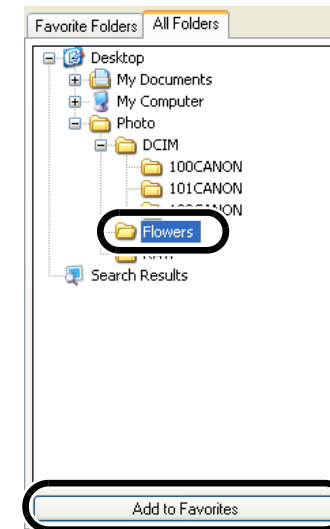 Favorite Folders All Folders
Desktop
My Documents
My Computer
Photo
DCIM
100CANON
101CANON
Flowers
Search Results
Add to Favorites